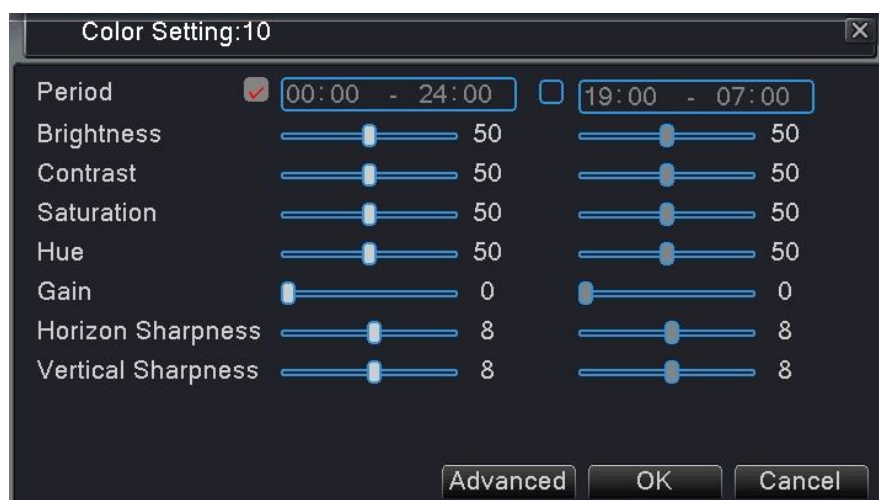 Color Setting:10
Period 00:00 - 24:00 19:00 - 07:00
Brightness 50 50
Contrast 50 50
Saturation 50 50
Hue 50 50
Gain 0 0
Horizon Sharpness 8 8
Vertical Sharpness 8 8
Advanced OK Cancel